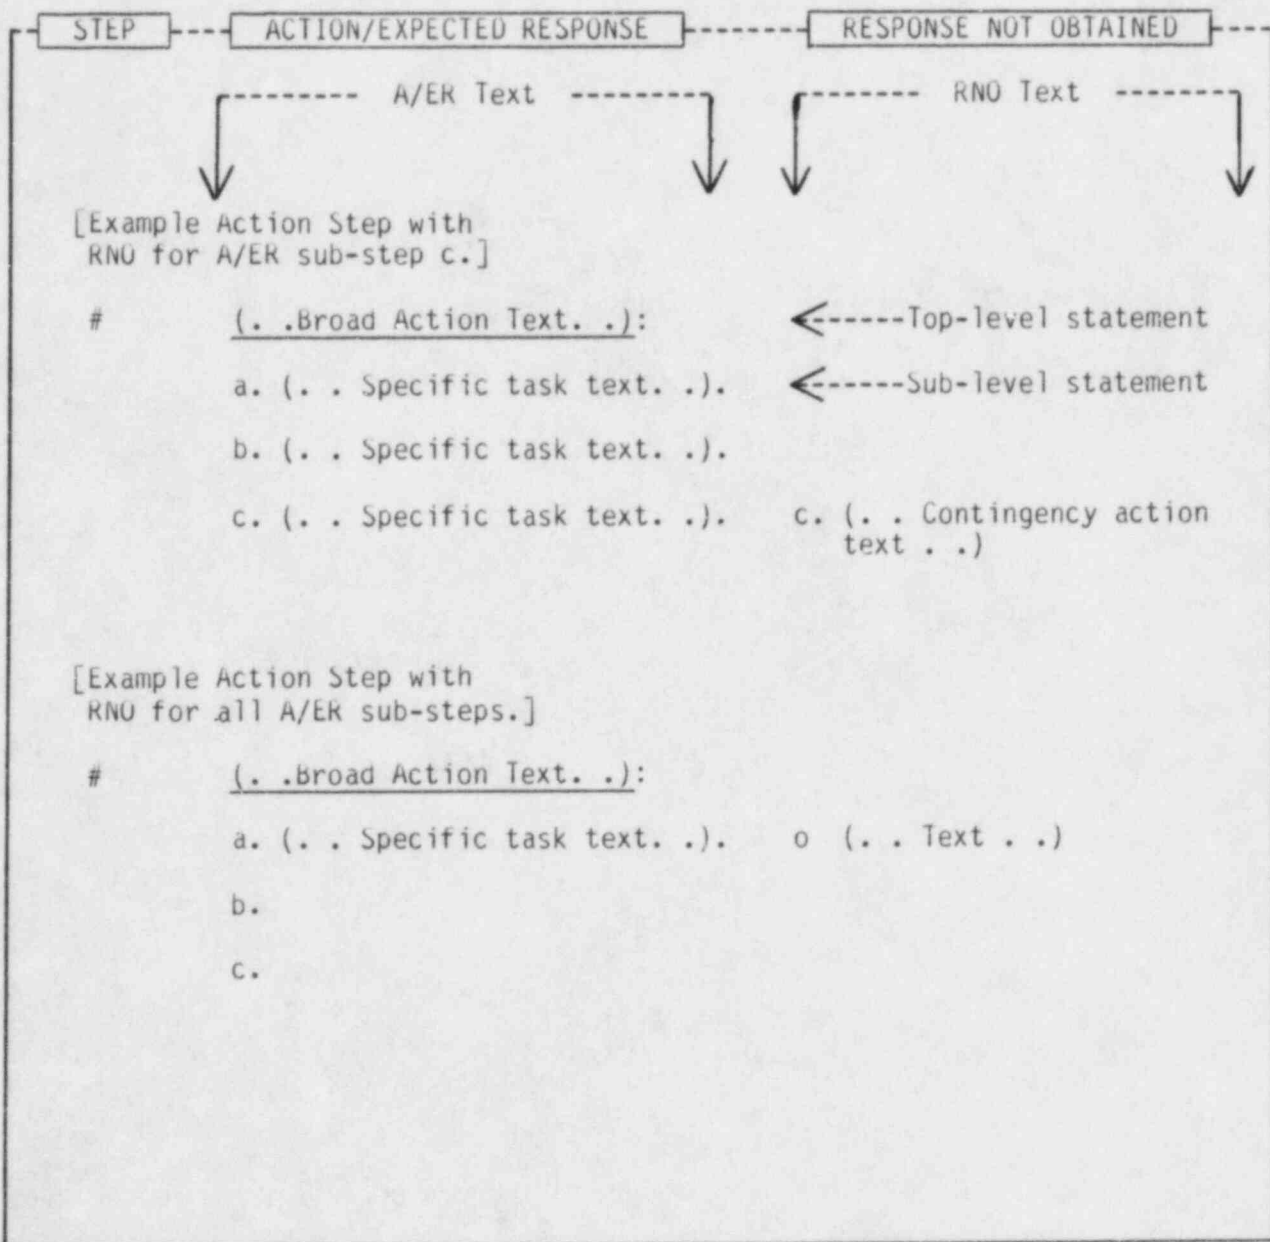 STEP ACTION/EXPECTED RESPONSE RESPONSE NOT OBTAINED
A/ER Text RNO Text
[Example Action Step with
RNO for A/ER sub-step c.]
# (. .Broad Action Text. .): <------Top-level statement
a. (. . Specific task text. .). <------Sub-level statement
b. (. . Specific task text. .).
c. (. . Specific task text. .). c. (. . Contingency action
text . .)
[Example Action Step with
RNO for all A/ER sub-steps.]
# (. .Broad Action Text. .):
a. (. . Specific task text. .). o (. . Text . .)
b.
c.